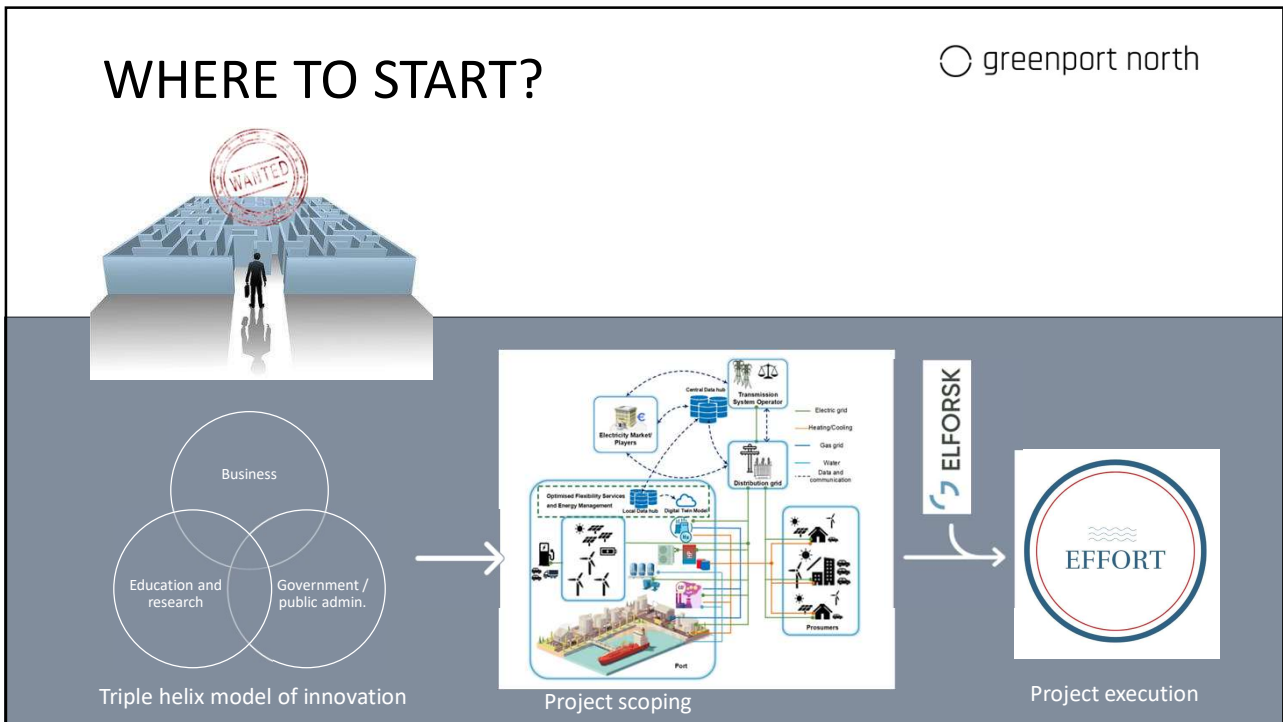 WHERE TO START?
greenport north
WANTED
Business
Education and
research
Government /
public admin.
Triple helix model of innovation
Central Data hub
Transmission
System Operator
Electricity Market/
Players
Distribution grid
Electric grid
Heating/Cooling
Gas grid
Water
Data and
communication
Optimised Flexibility Services
and Energy Management
Local Data hub
Digital Twin Model
H₂
Prosumers
Port
Project scoping
ELFORSK
EFFORT
Project execution